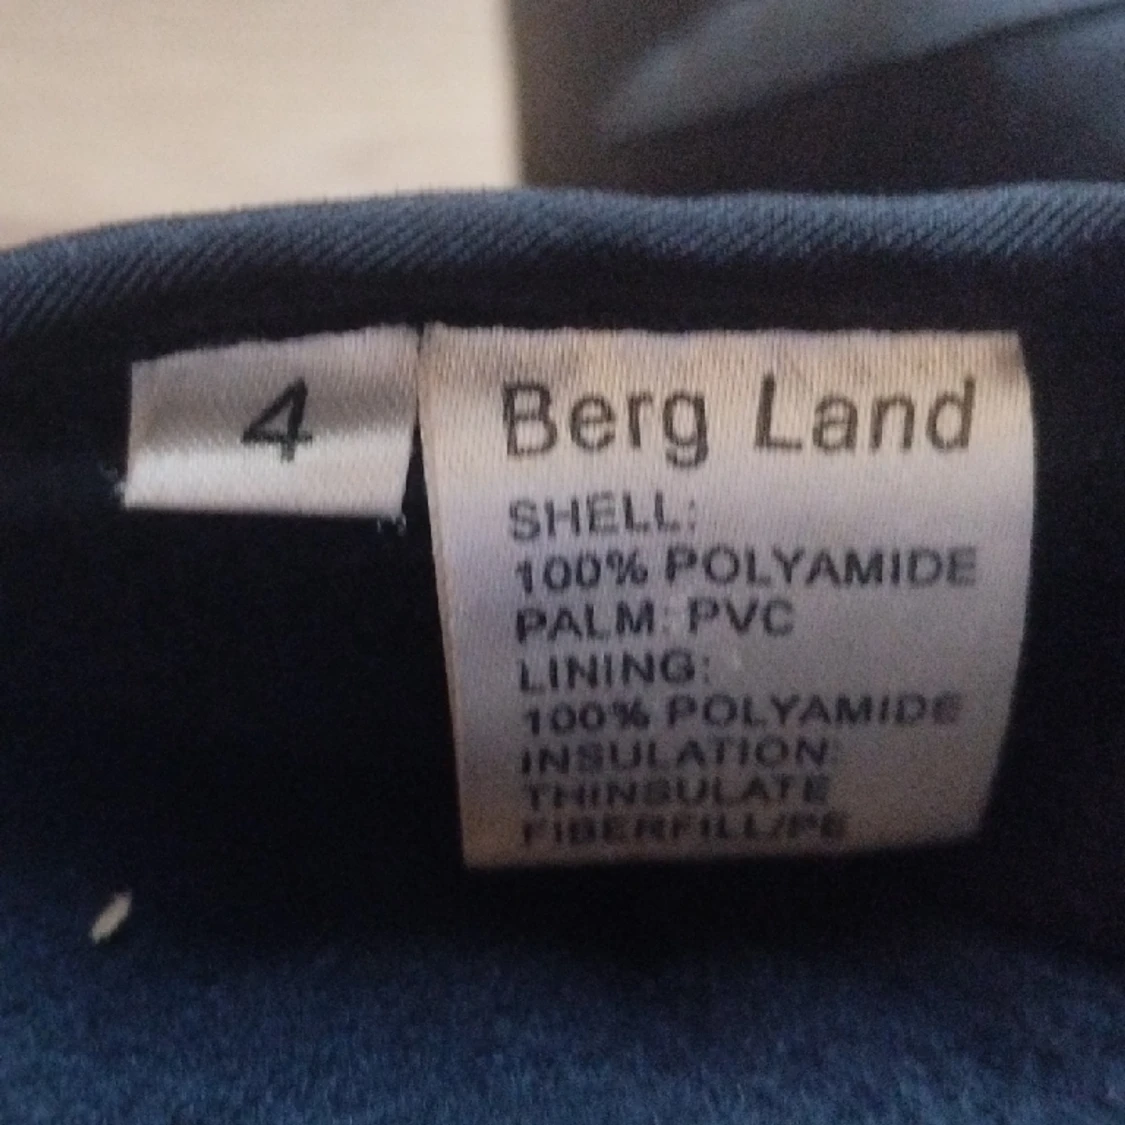 4
Berg Land
SHELL:
100% POLYAMIDE
PALM: PVC
LINING:
100% POLYAMIDE
INSULATION:
THINSULATE
FIBERFILL/PE